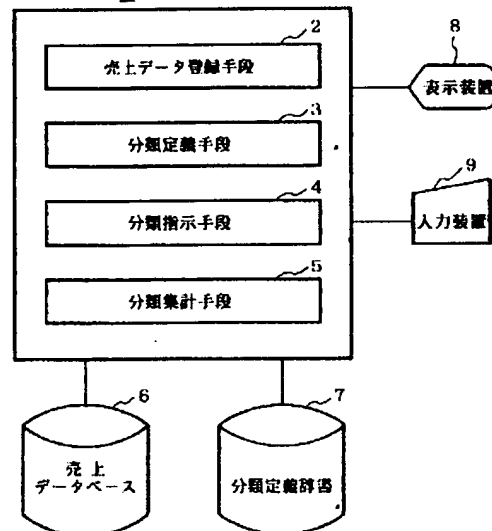 2
売上データ登録手段
8
表示装置
3
分類定義手段
9
入力装置
4
分類指示手段
5
分類集計手段
6
売上
データベース
7
分類定義辞書